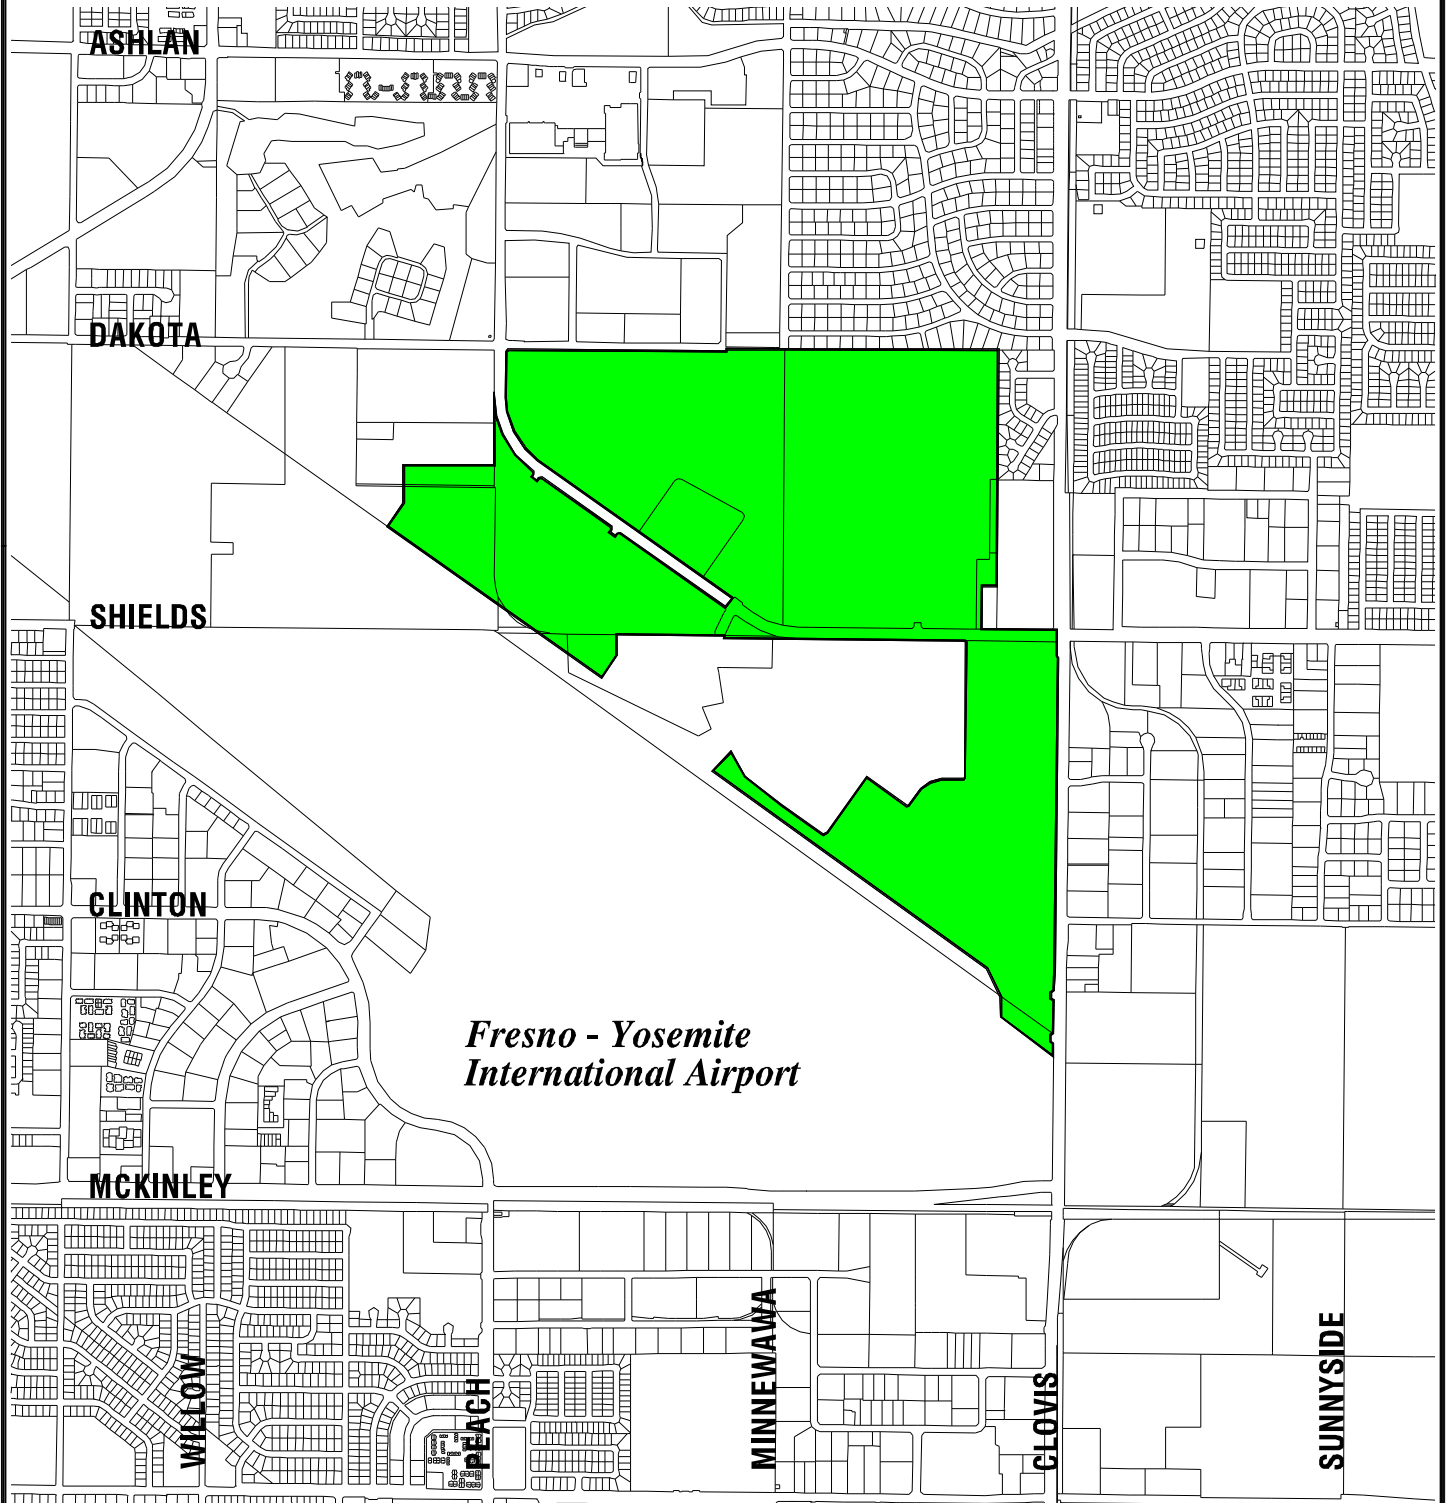 ASHLAN
DAKOTA
SHIELDS
CLINTON
Fresno - Yosemite
International Airport
MCKINLEY
WILLOW
PEACH
MINNEWAWA
CLOVIS
SUNNYSIDE